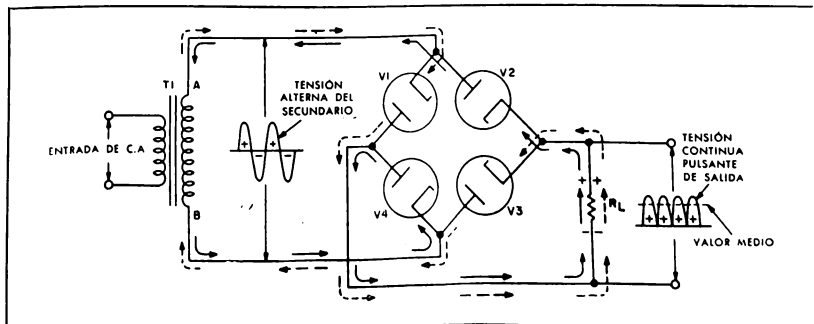 T1
A
B
ENTRADA DE C.A
TENSIÓN
ALTERNA DEL
SECUNDARIO
+
+
−
−
V1
V2
V4
V3
+
+
RL
TENSIÓN
CONTINUA
PULSANTE
DE SALIDA
+ + + +
VALOR MEDIO